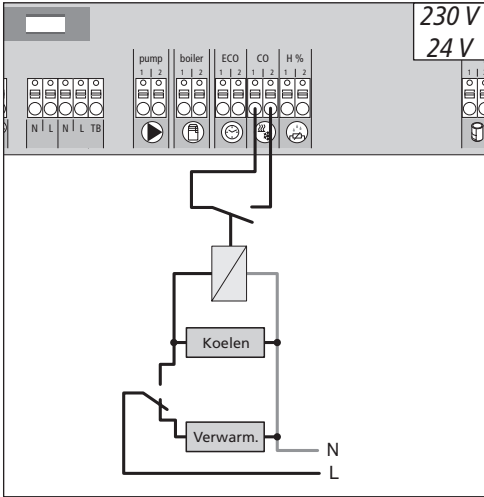 230 V
24 V
pump boiler ECO CO H %
1 2 1 2 1 2 1 2 1 2
N L N L TB
Koelen
Verwarm.
N
L